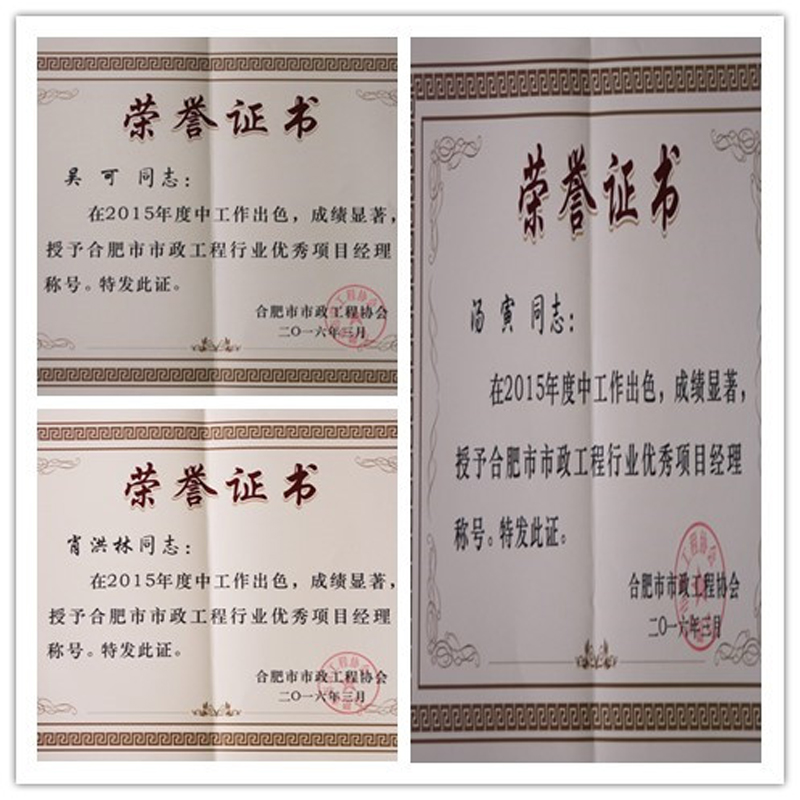 荣誉证书
吴可同志：
在2015年度中工作出色，成绩显著，
授予合肥市市政工程行业优秀项目经理
称号。特发此证。
合肥市市政工程协会
二〇一六年三月
荣誉证书
肖洪林同志：
在2015年度中工作出色，成绩显著，
授予合肥市市政工程行业优秀项目经理
称号。特发此证。
合肥市市政工程协会
二〇一六年三月
荣誉证书
汤寅同志：
在2015年度中工作出色，成绩显著，
授予合肥市市政工程行业优秀项目经理
称号。特发此证。
合肥市市政工程协会
二〇一六年三月